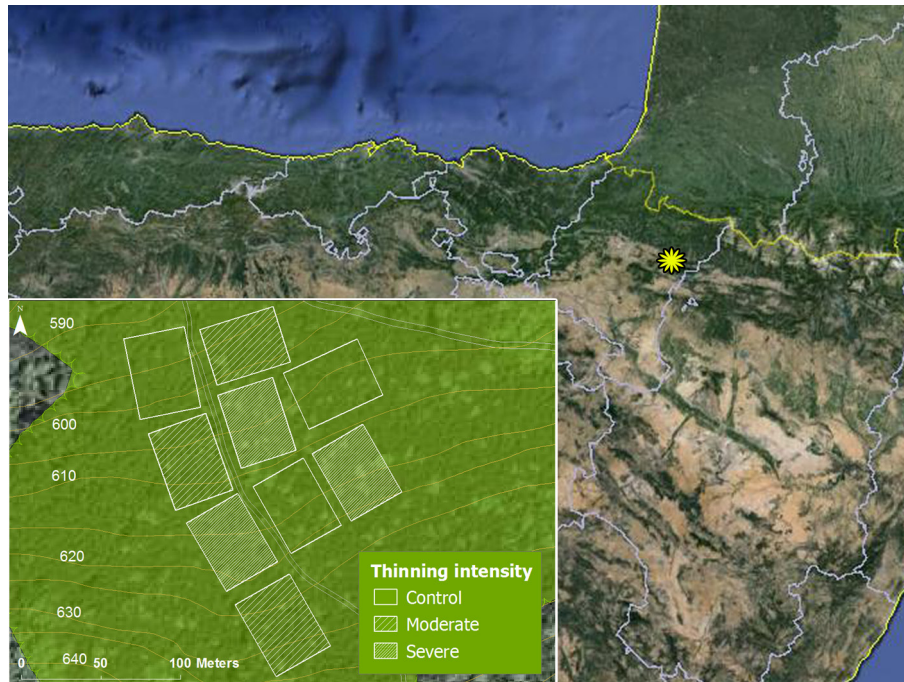 N
590
600
610
620
630
640
0 50 100 Meters
Thinning intensity
Control
Moderate
Severe